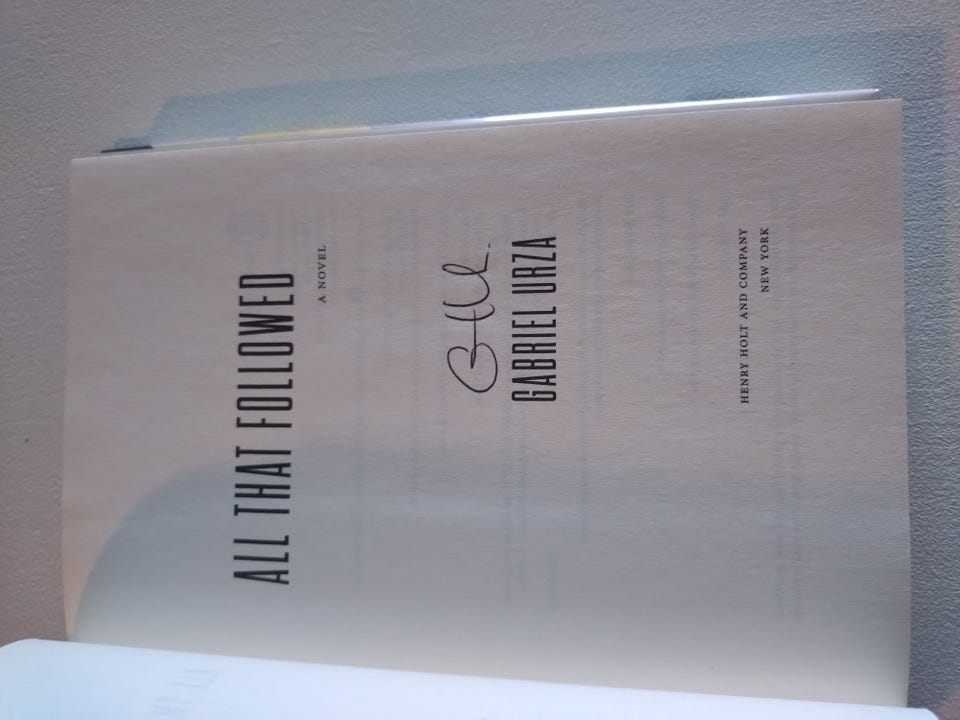 ALL THAT FOLLOWED
A NOVEL
GABRIEL URZA
HENRY HOLT AND COMPANY
NEW YORK